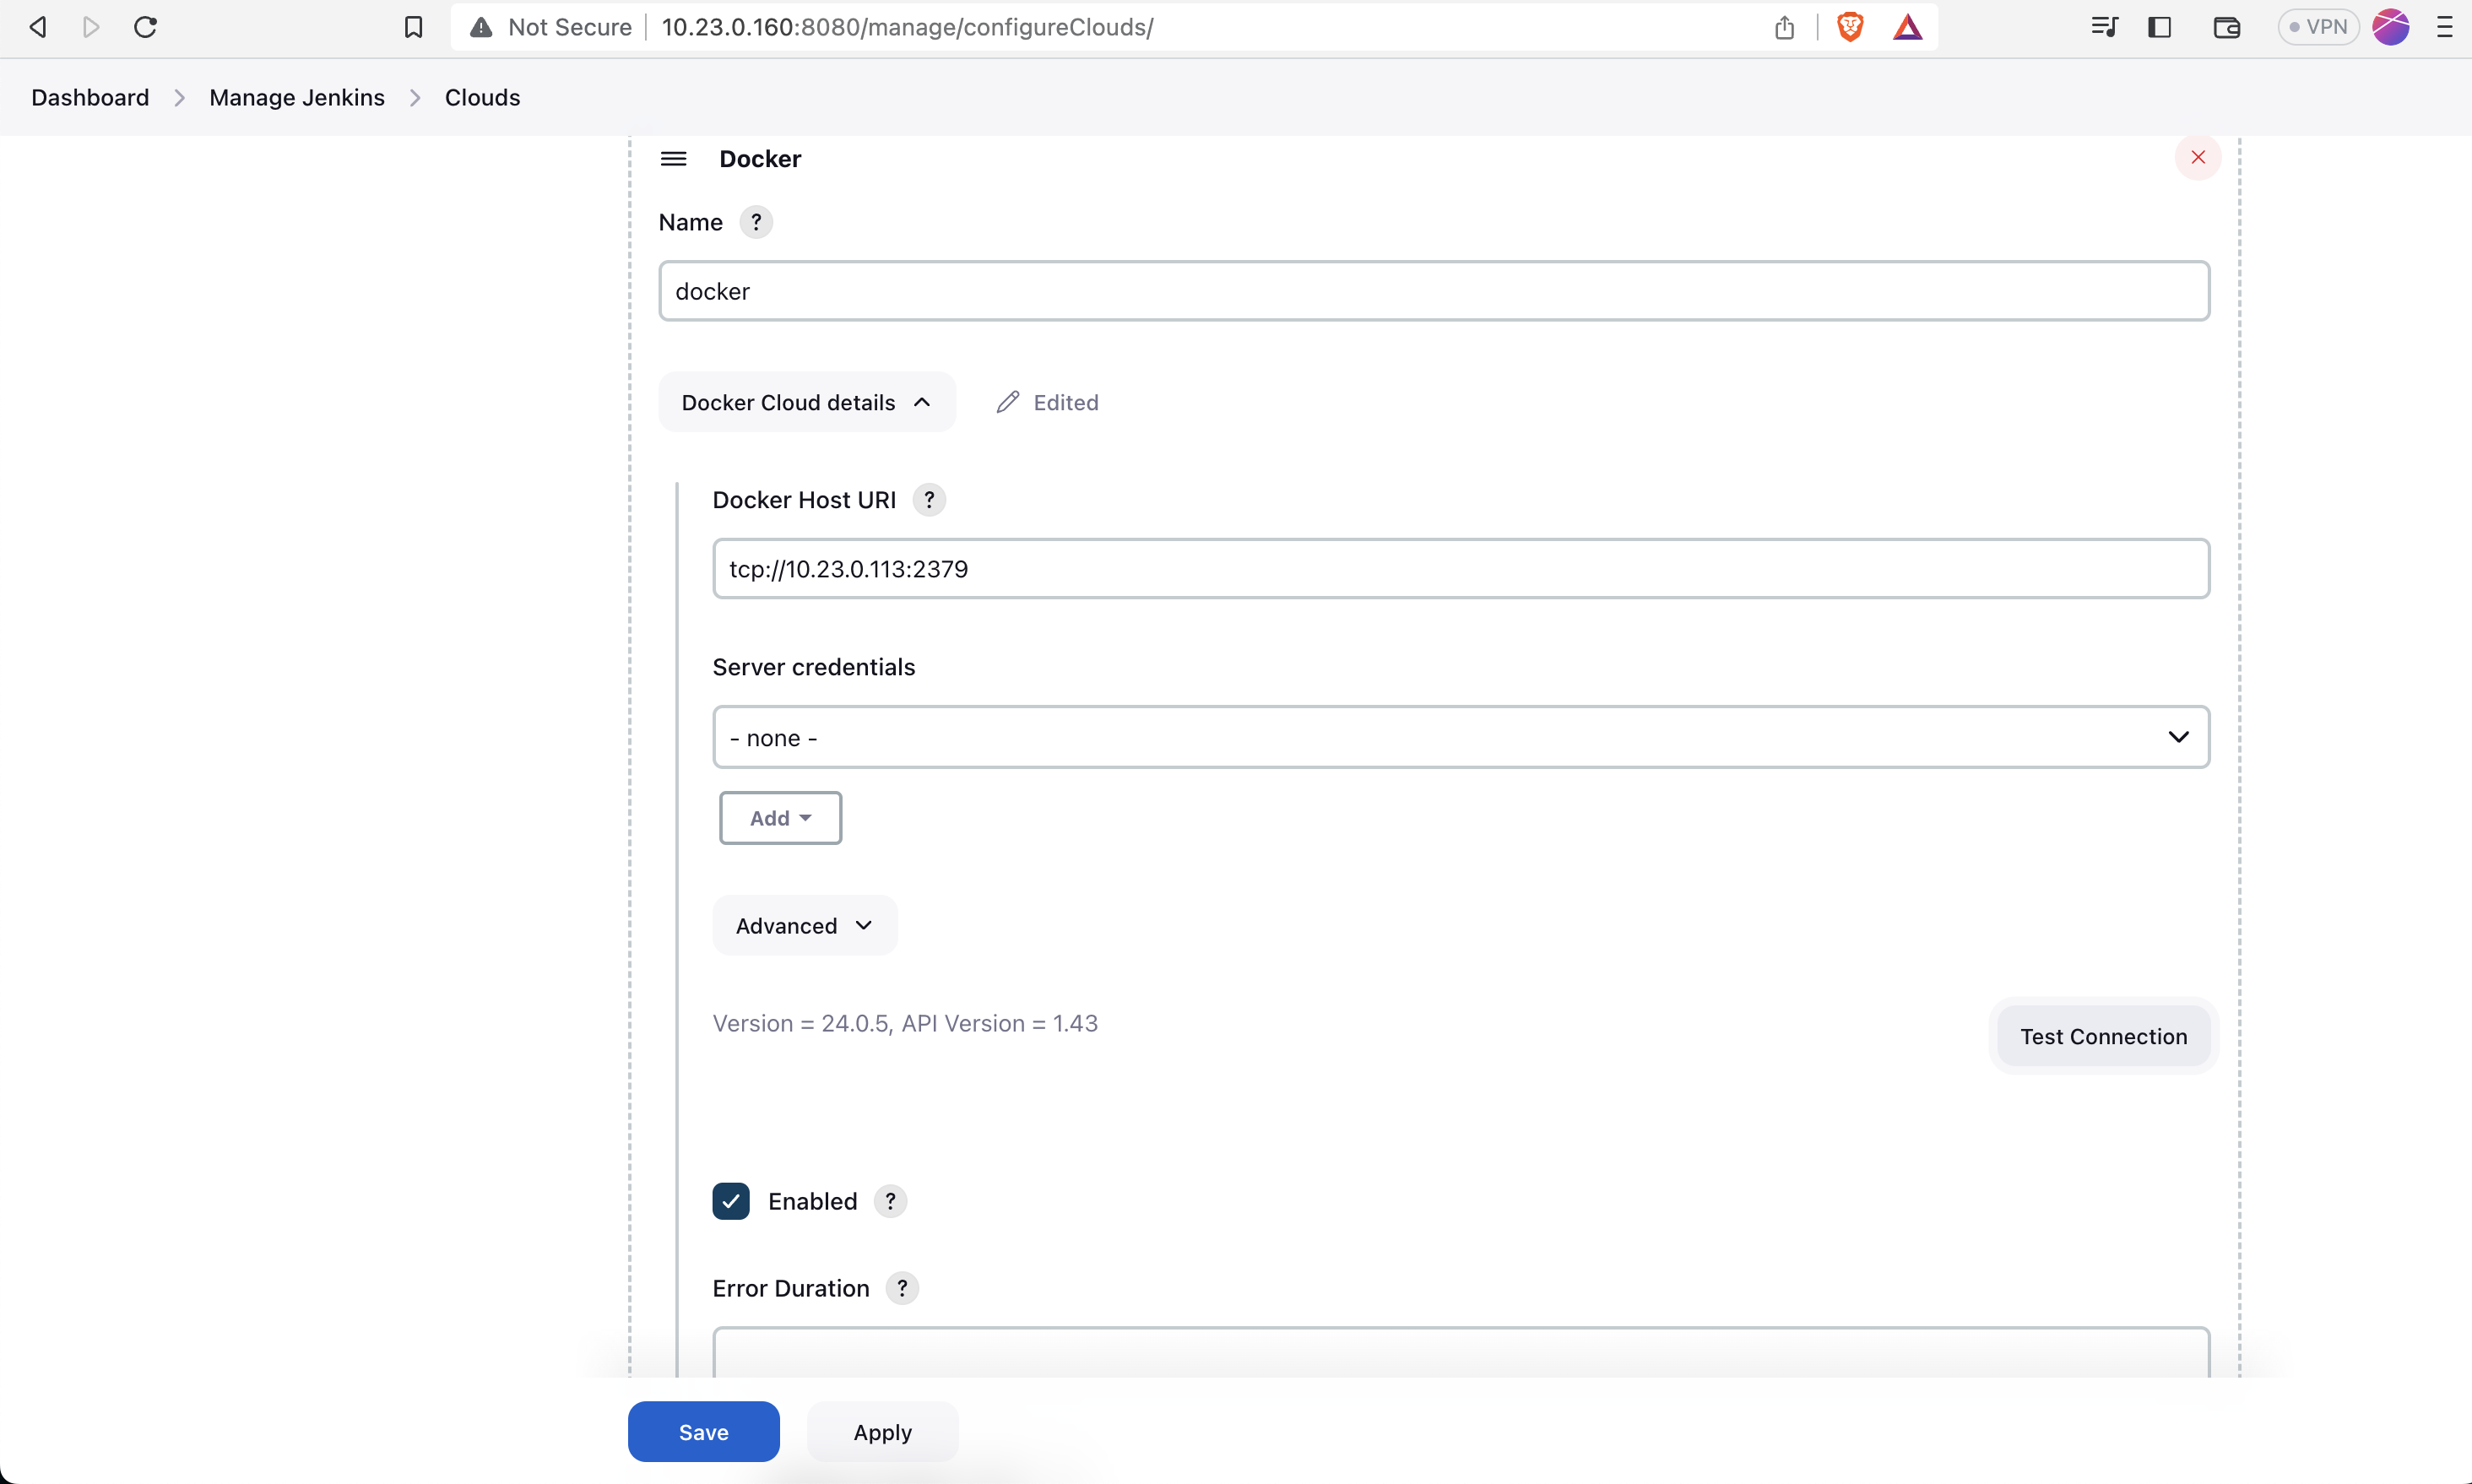 Not Secure 10.23.0.160:8080/manage/configureClouds/ VPN
Dashboard Manage Jenkins Clouds
Docker
Name ?
docker
Docker Cloud details Edited
Docker Host URI ?
tcp://10.23.0.113:2379
Server credentials
- none -
Add
Advanced
Version = 24.0.5, API Version = 1.43
Test Connection
Enabled ?
Error Duration ?
Save Apply